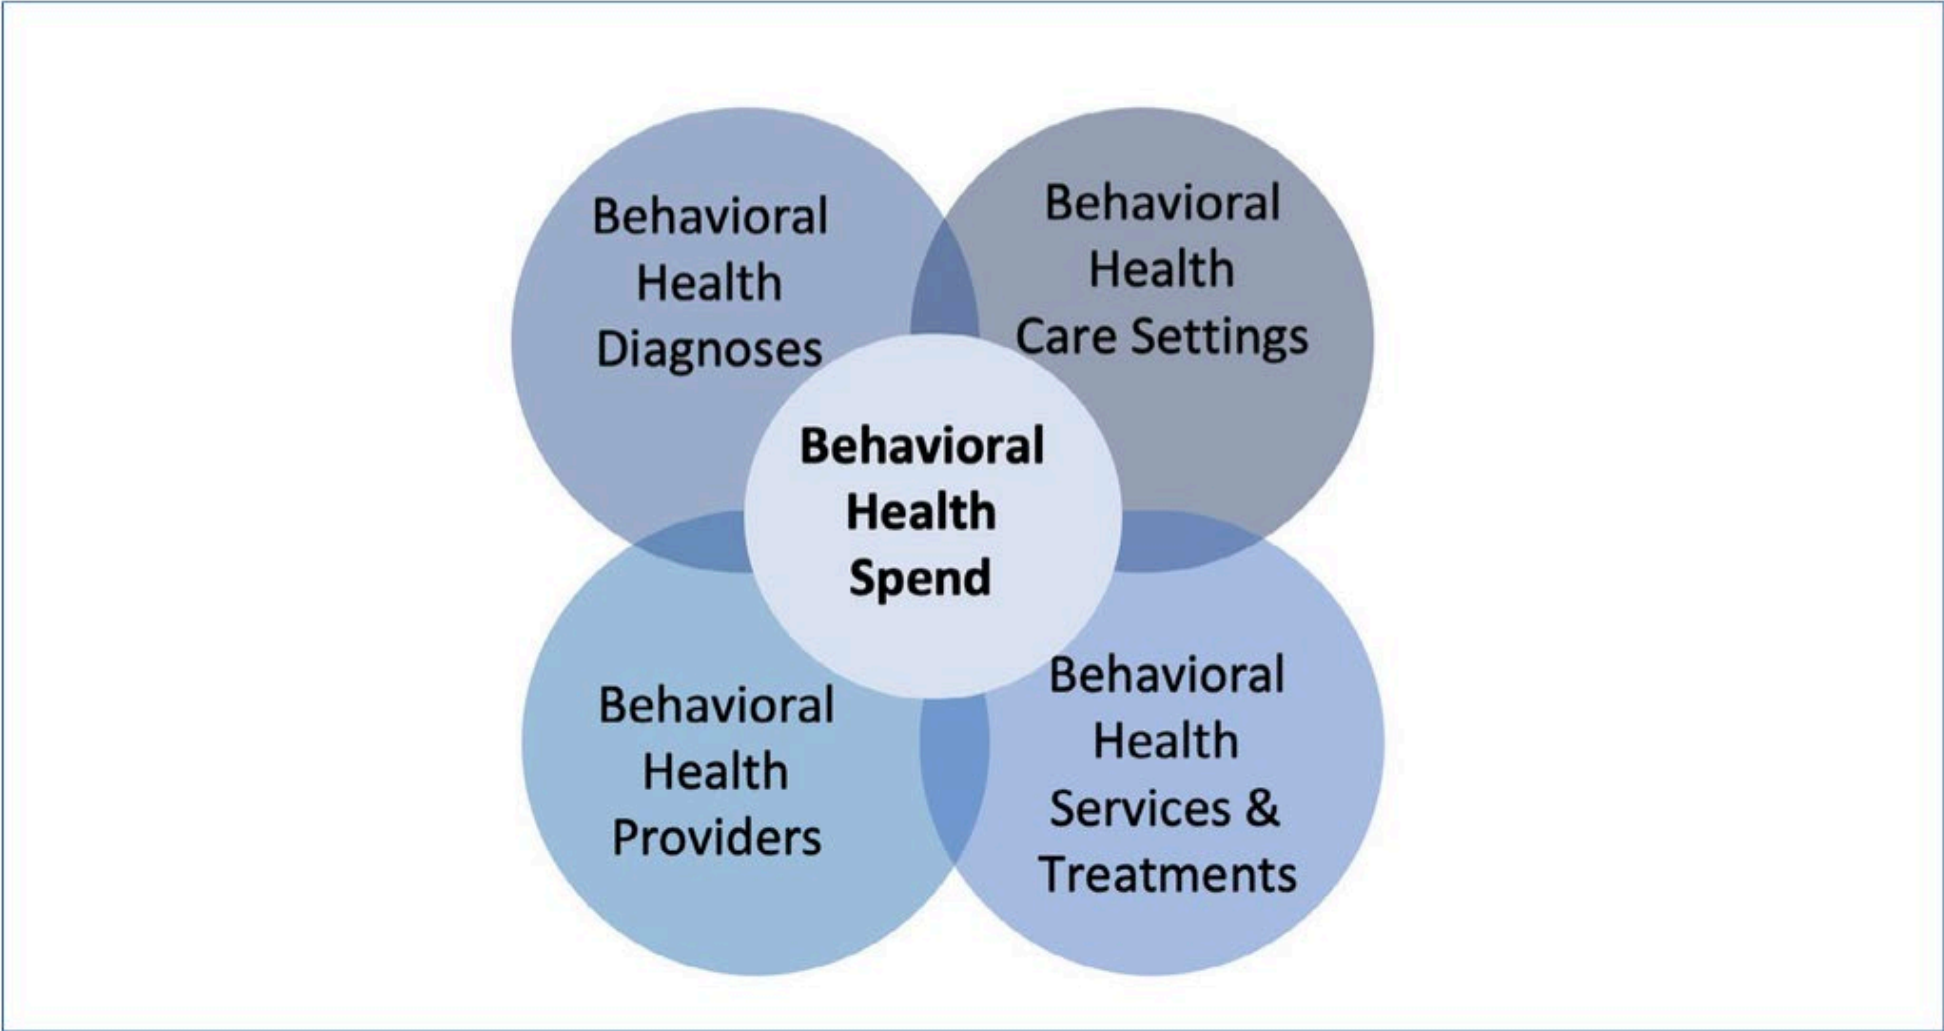 Behavioral
Health
Diagnoses
Behavioral
Health
Care Settings
Behavioral
Health
Spend
Behavioral
Health
Providers
Behavioral
Health
Services &
Treatments